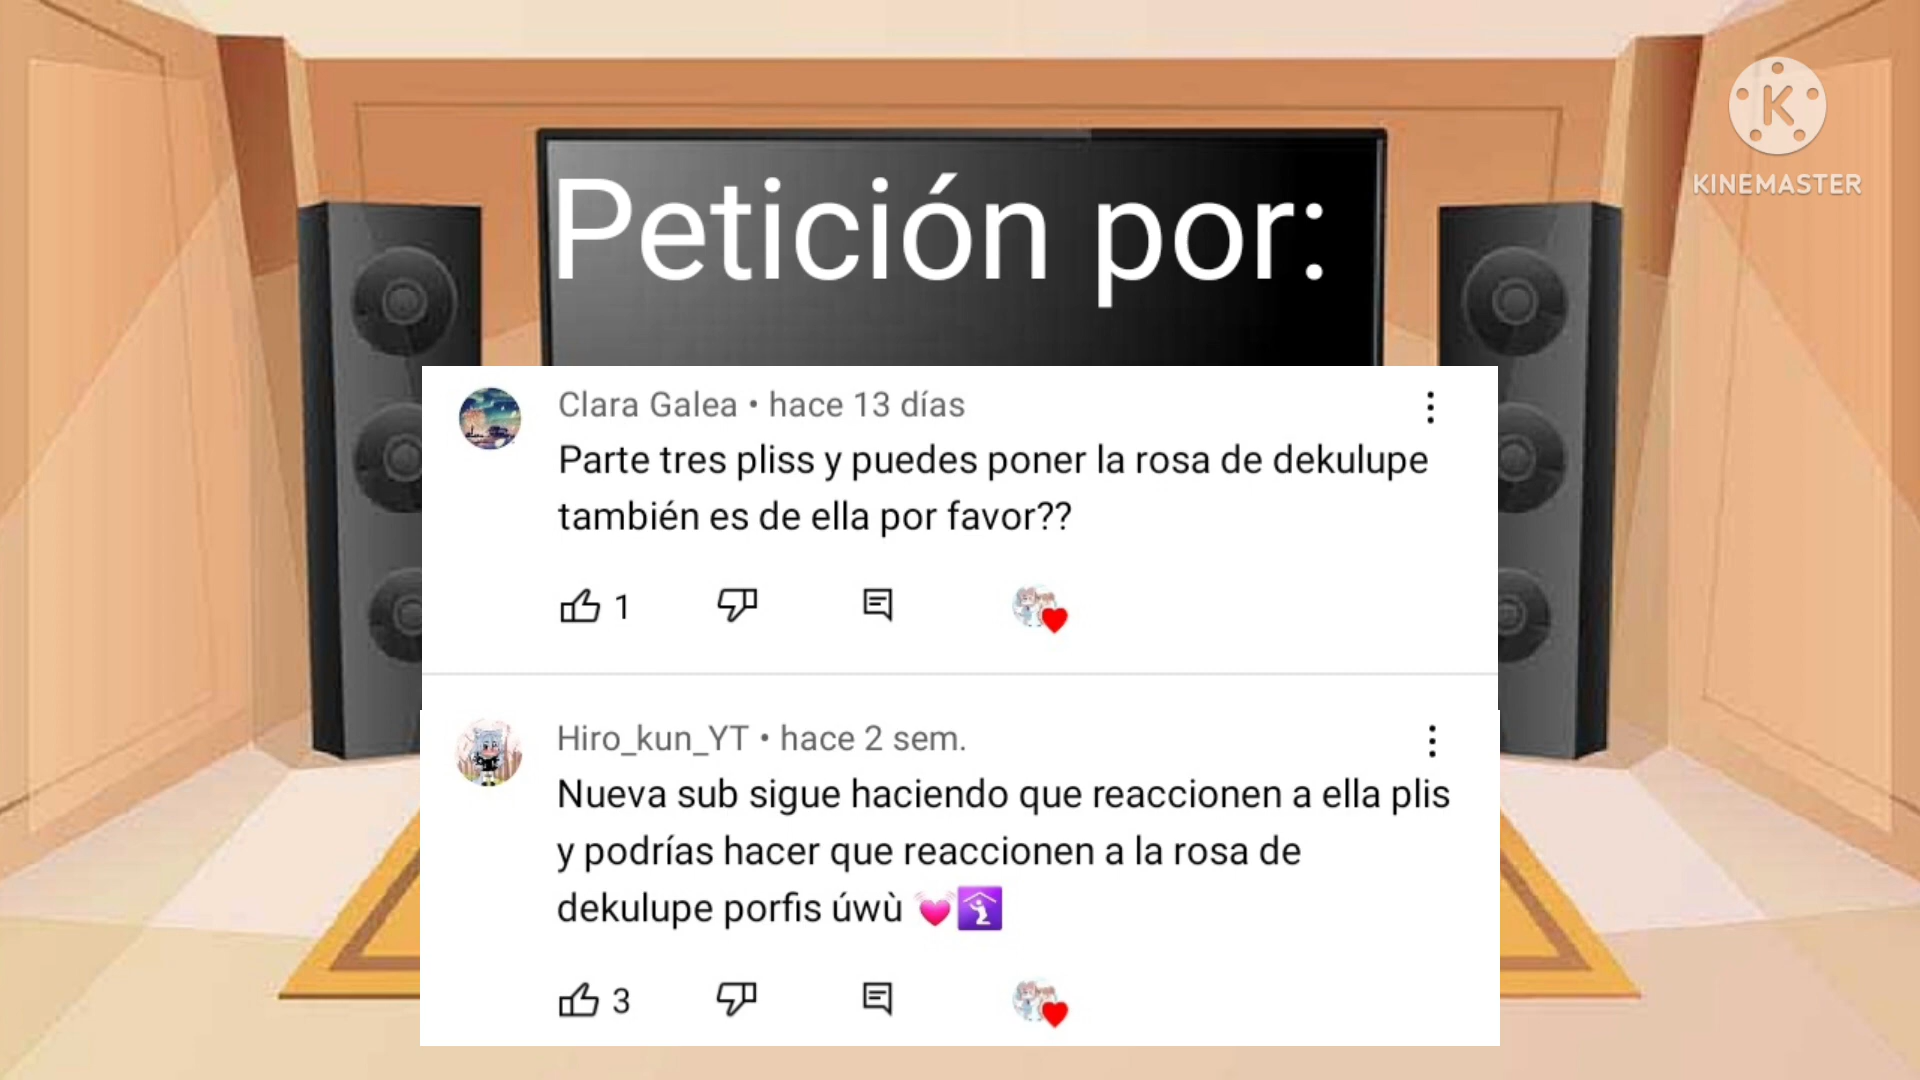 Petición por:
K
KINEMASTER
Clara Galea • hace 13 días
Parte tres pliss y puedes poner la rosa de dekulupe
también es de ella por favor??
1
Hiro_kun_YT • hace 2 sem.
Nueva sub sigue haciendo que reaccionen a ella plis
y podrías hacer que reaccionen a la rosa de
dekulupe porfis úwù 💓🛐
3